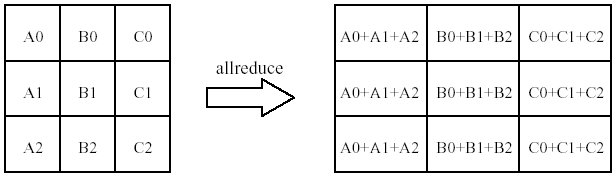 A0 B0 C0 A0+A1+A2 B0+B1+B2 C0+C1+C2
allreduce
A1 B1 C1 A0+A1+A2 B0+B1+B2 C0+C1+C2
A2 B2 C2 A0+A1+A2 B0+B1+B2 C0+C1+C2